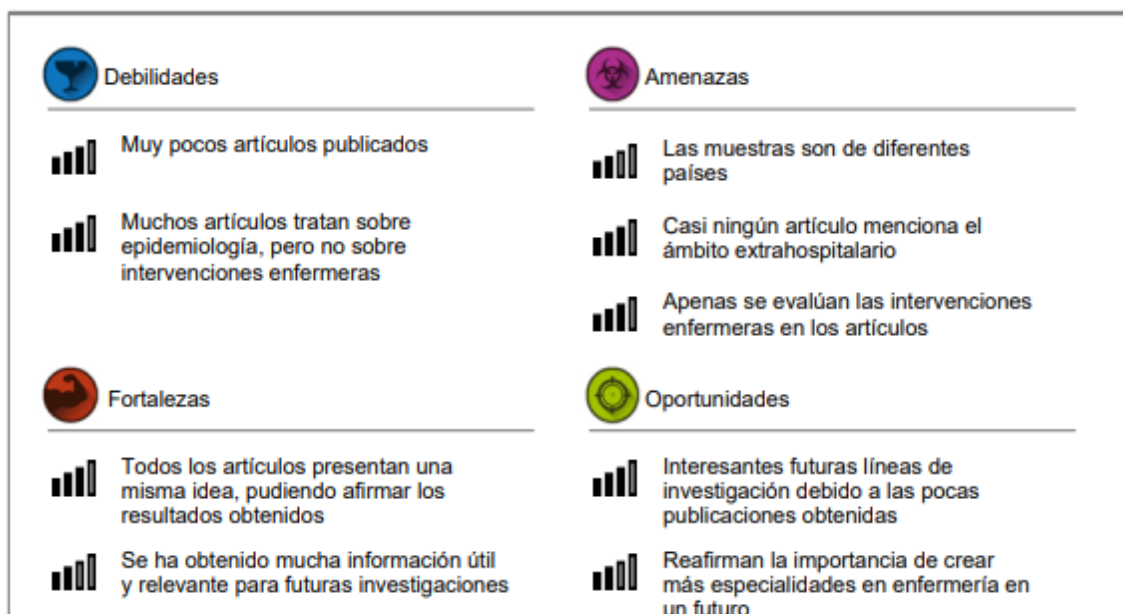 Debilidades
Muy pocos artículos publicados
Muchos artículos tratan sobre
epidemiología, pero no sobre
intervenciones enfermeras
Amenazas
Las muestras son de diferentes
países
Casi ningún artículo menciona el
ámbito extrahospitalario
Apenas se evalúan las intervenciones
enfermeras en los artículos
Fortalezas
Todos los artículos presentan una
misma idea, pudiendo afirmar los
resultados obtenidos
Se ha obtenido mucha información útil
y relevante para futuras investigaciones
Oportunidades
Interesantes futuras líneas de
investigación debido a las pocas
publicaciones obtenidas
Reafirman la importancia de crear
más especialidades en enfermería en
un futuro